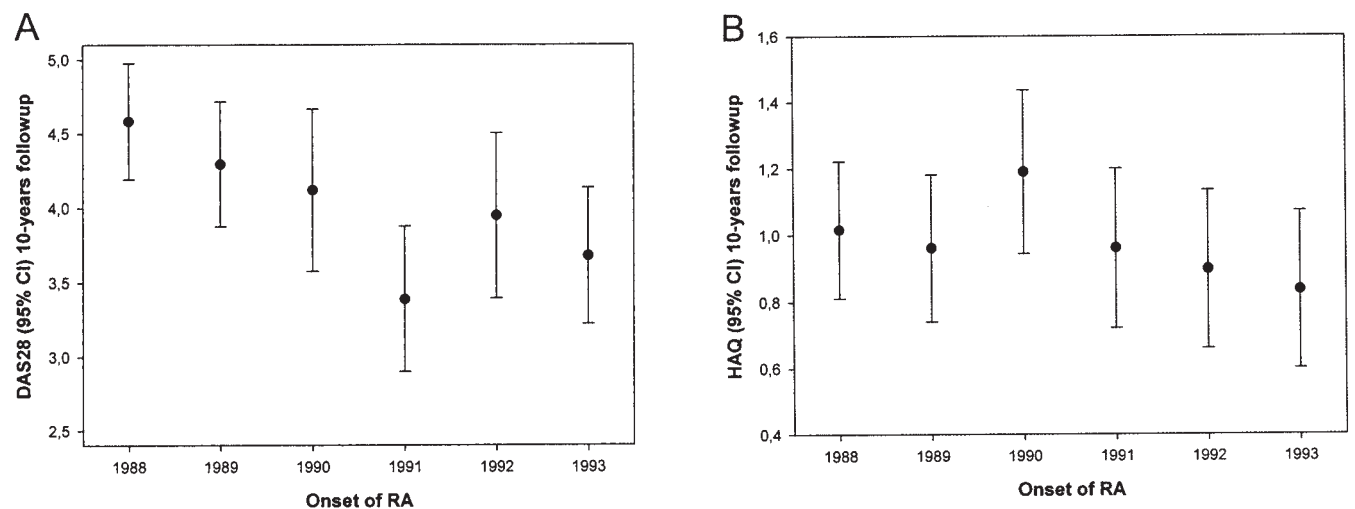 A
DAS28 (95% CI) 10-years followup
5,0
4,5
4,0
3,5
3,0
2,5
1988 1989 1990 1991 1992 1993
Onset of RA
B
HAQ (95% CI) 10-years followup
1,6
1,4
1,2
1,0
0,8
0,6
0,4
1988 1989 1990 1991 1992 1993
Onset of RA